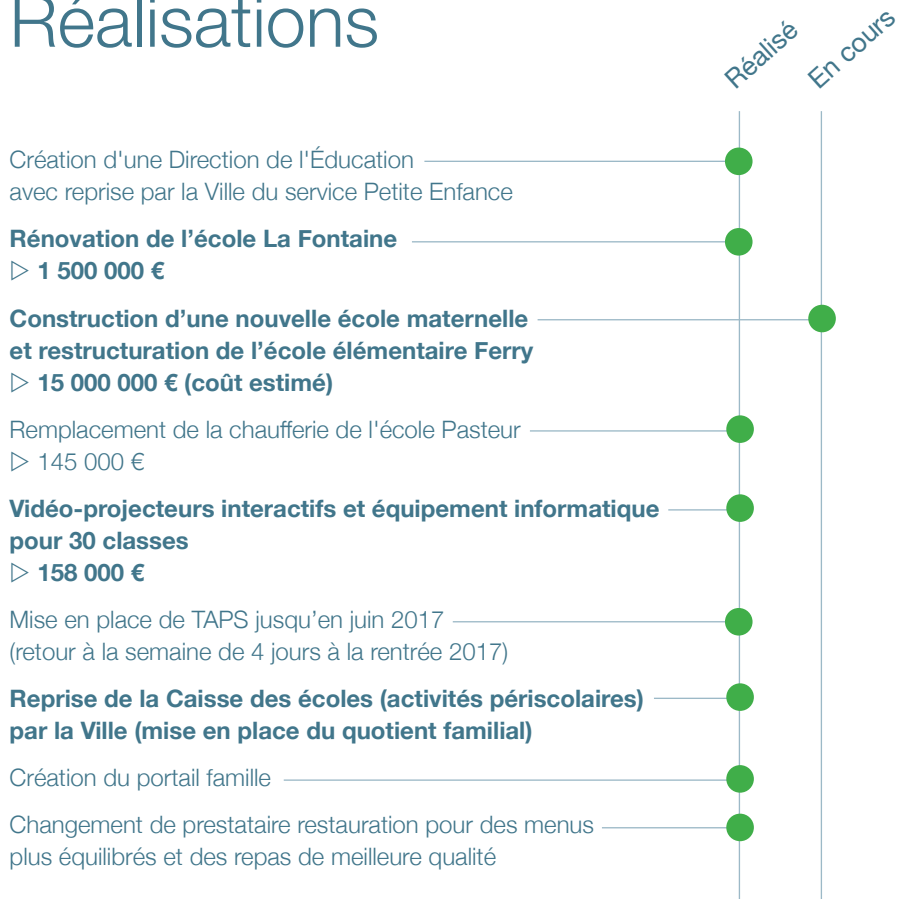 Réalisations
Réalisé
En cours
Création d'une Direction de l'Éducation
avec reprise par la Ville du service Petite Enfance
Rénovation de l’école La Fontaine
▷ 1 500 000 €
Construction d’une nouvelle école maternelle
et restructuration de l’école élémentaire Ferry
▷ 15 000 000 € (coût estimé)
Remplacement de la chaufferie de l'école Pasteur
▷ 145 000 €
Vidéo-projecteurs interactifs et équipement informatique
pour 30 classes
▷ 158 000 €
Mise en place de TAPS jusqu’en juin 2017
(retour à la semaine de 4 jours à la rentrée 2017)
Reprise de la Caisse des écoles (activités périscolaires)
par la Ville (mise en place du quotient familial)
Création du portail famille
Changement de prestataire restauration pour des menus
plus équilibrés et des repas de meilleure qualité